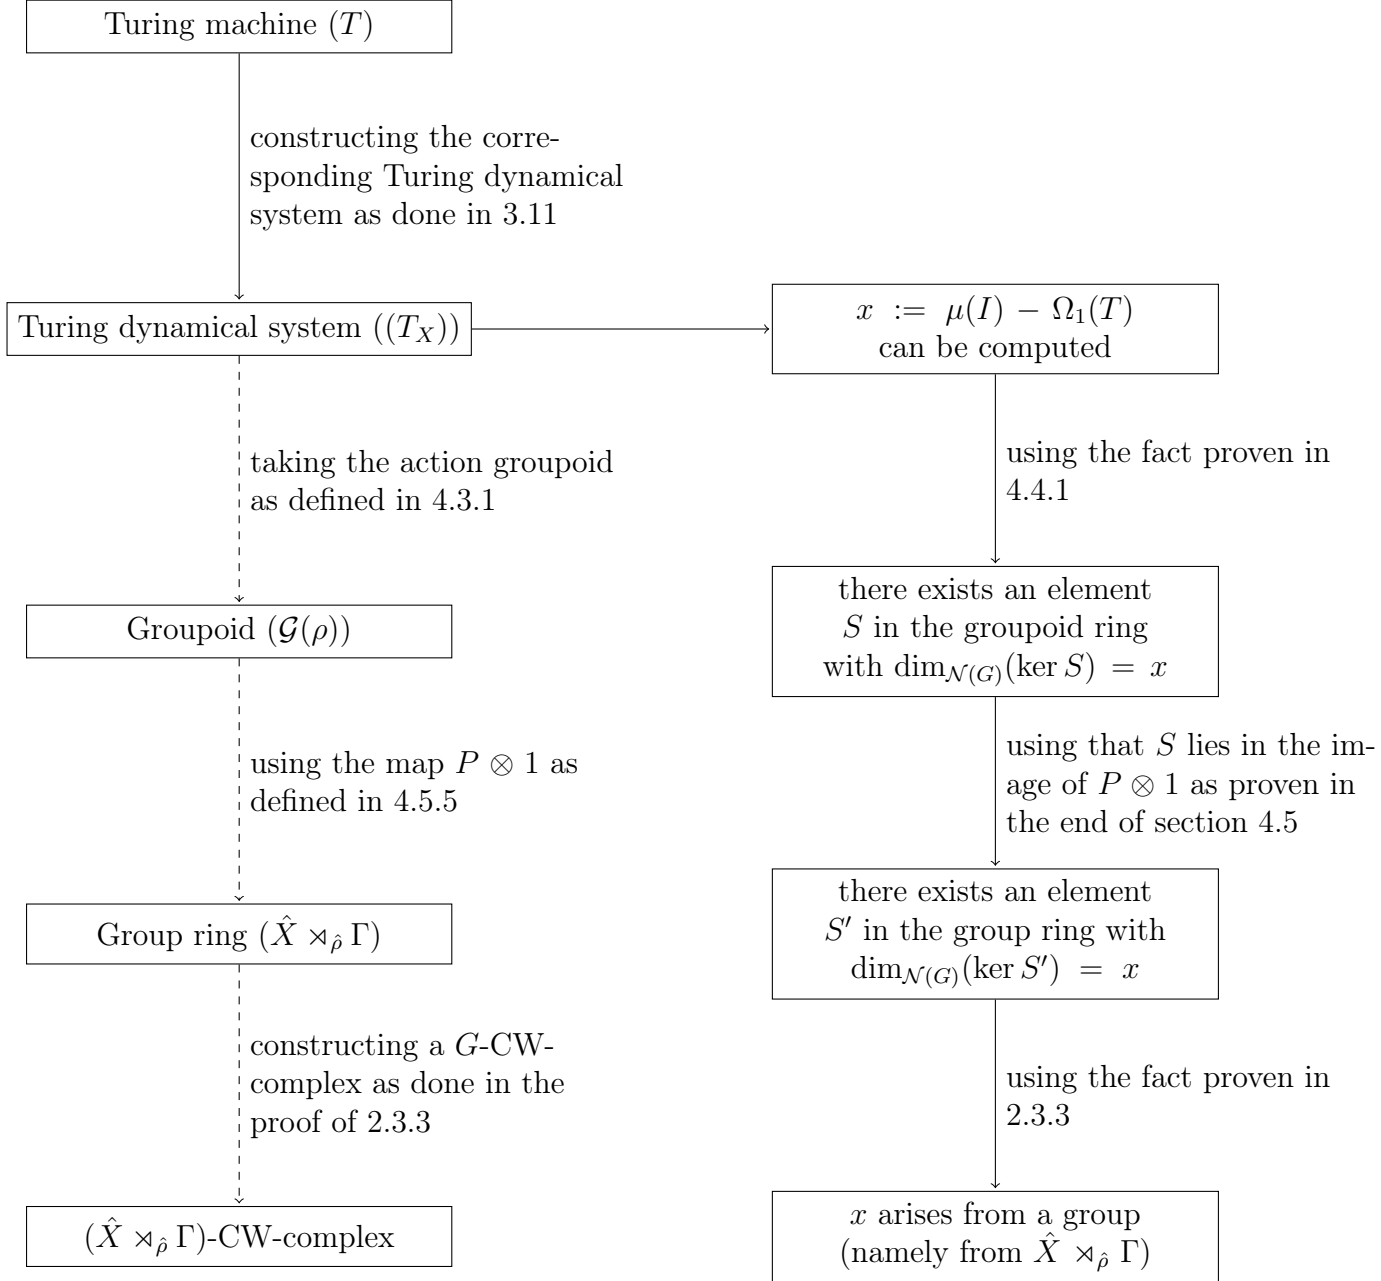 Turing machine (T)
constructing the corre-
sponding Turing dynamical
system as done in 3.11
Turing dynamical system ((T_X))
x := μ(I) − Ω₁(T)
can be computed
taking the action groupoid
as defined in 4.3.1
using the fact proven in
4.4.1
Groupoid (𝒢(ρ))
there exists an element
S in the groupoid ring
with dim_{𝒩(G)}(ker S) = x
using the map P ⊗ 1 as
defined in 4.5.5
using that S lies in the im-
age of P ⊗ 1 as proven in
the end of section 4.5
Group ring (X̂ ⋊_ρ̂ Γ)
there exists an element
S′ in the group ring with
dim_{𝒩(G)}(ker S′) = x
constructing a G-CW-
complex as done in the
proof of 2.3.3
using the fact proven in
2.3.3
(X̂ ⋊_ρ̂ Γ)-CW-complex
x arises from a group
(namely from X̂ ⋊_ρ̂ Γ)